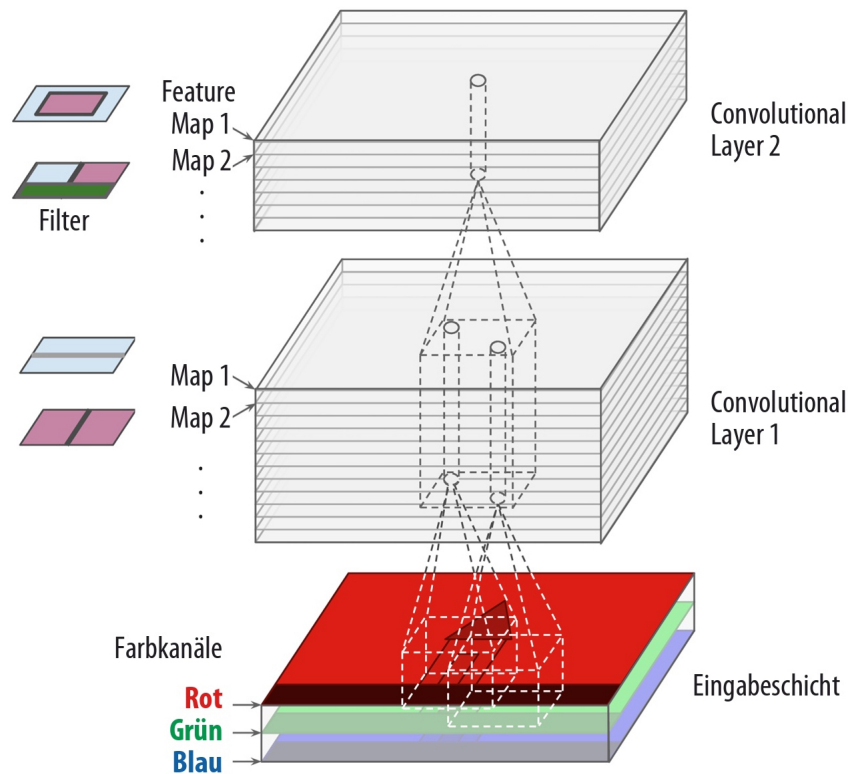 Feature
Map 1
Map 2
.
.
.
Filter
Convolutional
Layer 2
Map 1
Map 2
.
.
.
Convolutional
Layer 1
Farbkanäle
Rot
Grün
Blau
Eingabeschicht